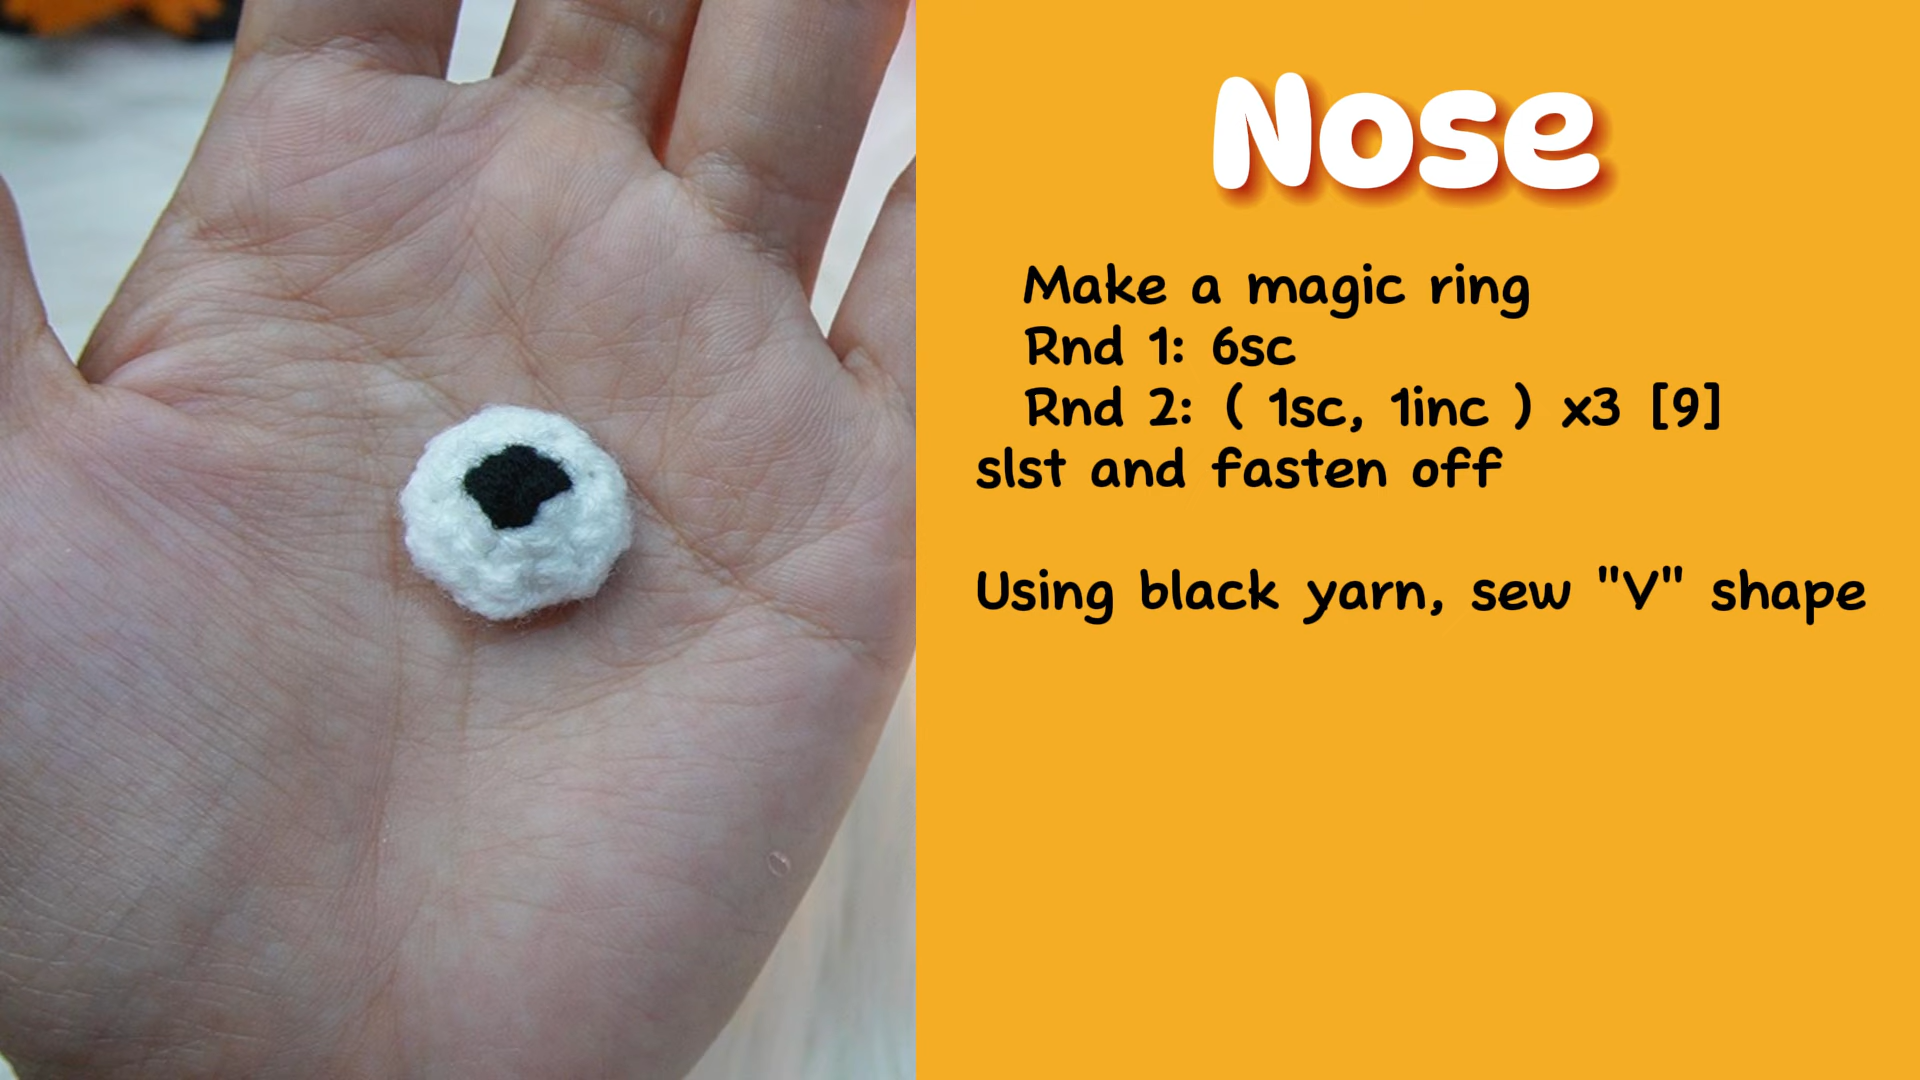 Nose
Make a magic ring
Rnd 1: 6sc
Rnd 2: ( 1sc, 1inc ) x3 [9]
slst and fasten off
Using black yarn, sew "V" shape